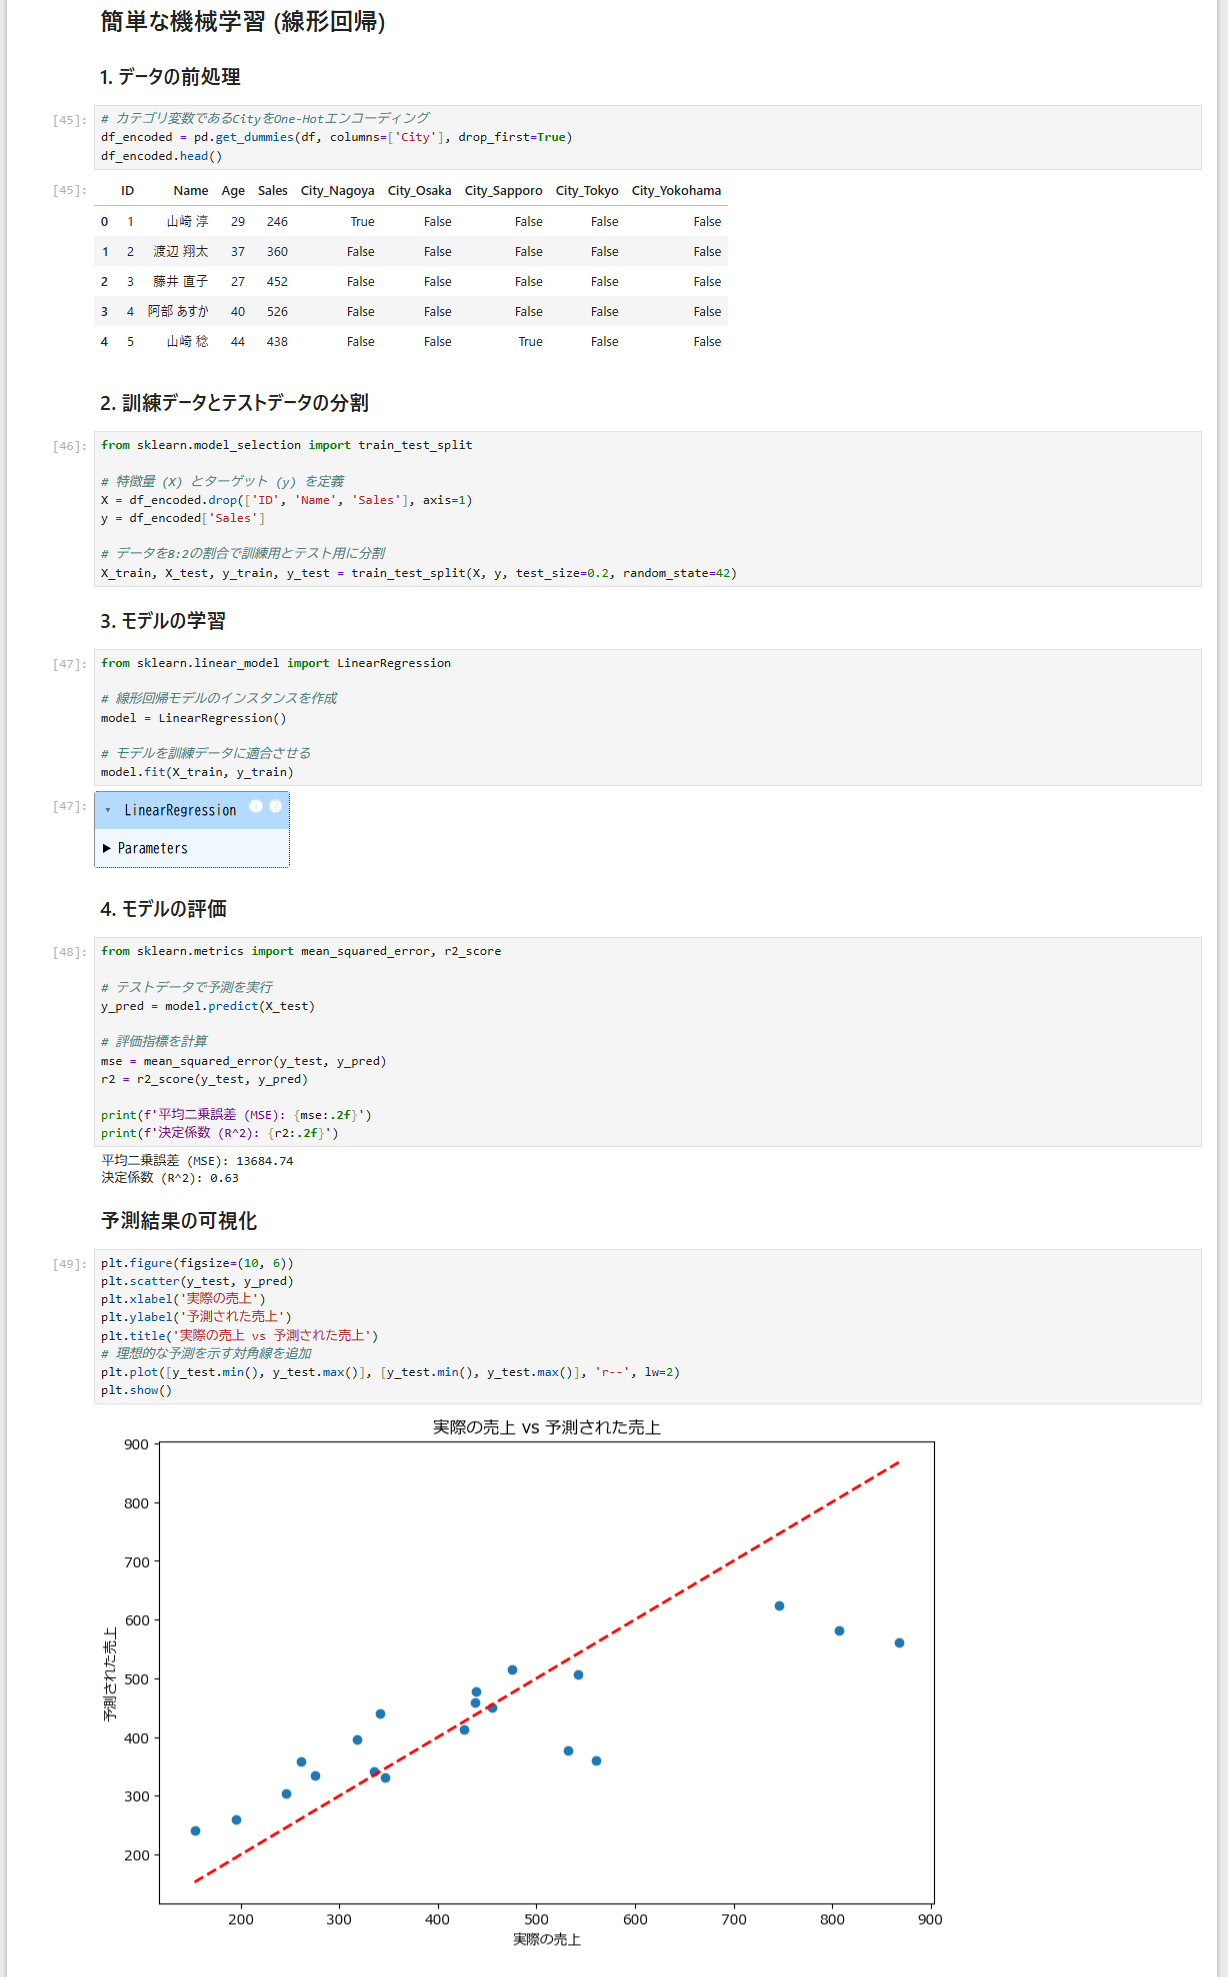 簡単な機械学習 (線形回帰)
1. データの前処理
[45]:
# カテゴリ変数であるCityをOne-Hotエンコーディング
df_encoded = pd.get_dummies(df, columns=['City'], drop_first=True)
df_encoded.head()
[45]:
ID Name Age Sales City_Nagoya City_Osaka City_Sapporo City_Tokyo City_Yokohama
0 1 山崎 淳 29 246 True False False False False
1 2 渡辺 翔太 37 360 False False False False False
2 3 藤井 直子 27 452 False False False False False
3 4 阿部 あすか 40 526 False False False False False
4 5 山崎 稔 44 438 False False True False False
2. 訓練データとテストデータの分割
[46]:
from sklearn.model_selection import train_test_split
# 特徴量 (X) とターゲット (y) を定義
X = df_encoded.drop(['ID', 'Name', 'Sales'], axis=1)
y = df_encoded['Sales']
# データを8:2の割合で訓練用とテスト用に分割
X_train, X_test, y_train, y_test = train_test_split(X, y, test_size=0.2, random_state=42)
3. モデルの学習
[47]:
from sklearn.linear_model import LinearRegression
# 線形回帰モデルのインスタンスを作成
model = LinearRegression()
# モデルを訓練データに適合させる
model.fit(X_train, y_train)
[47]:
▾ LinearRegression i ?
▶ Parameters
4. モデルの評価
[48]:
from sklearn.metrics import mean_squared_error, r2_score
# テストデータで予測を実行
y_pred = model.predict(X_test)
# 評価指標を計算
mse = mean_squared_error(y_test, y_pred)
r2 = r2_score(y_test, y_pred)
print(f'平均二乗誤差 (MSE): {mse:.2f}')
print(f'決定係数 (R^2): {r2:.2f}')
平均二乗誤差 (MSE): 13684.74
決定係数 (R^2): 0.63
予測結果の可視化
[49]:
plt.figure(figsize=(10, 6))
plt.scatter(y_test, y_pred)
plt.xlabel('実際の売上')
plt.ylabel('予測された売上')
plt.title('実際の売上 vs 予測された売上')
# 理想的な予測を示す対角線を追加
plt.plot([y_test.min(), y_test.max()], [y_test.min(), y_test.max()], 'r--', lw=2)
plt.show()
実際の売上 vs 予測された売上
900
800
700
600
500
400
300
200
予測された売上
200 300 400 500 600 700 800 900
実際の売上